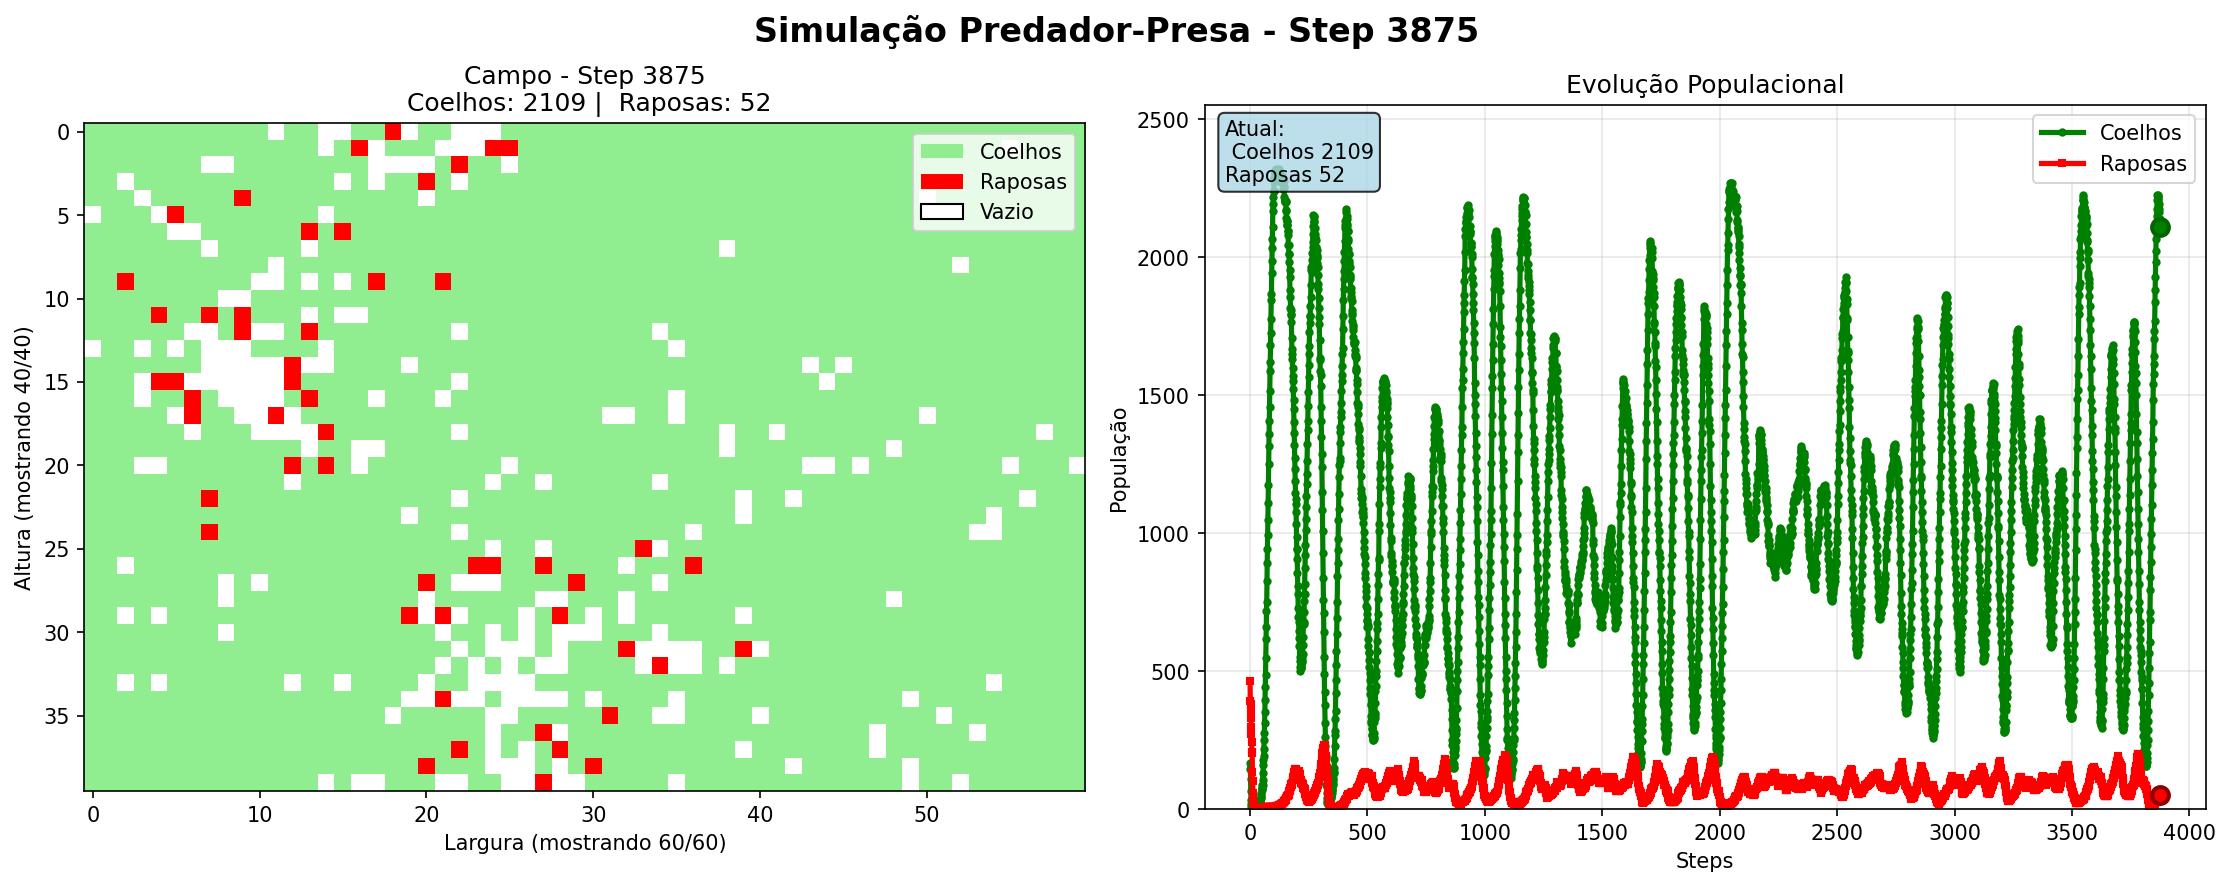 Simulação Predador-Presa - Step 3875
Campo - Step 3875
Coelhos: 2109 |  Raposas: 52
Coelhos
Raposas
Vazio
0
5
10
15
20
25
30
35
Altura (mostrando 40/40)
0
10
20
30
40
50
Largura (mostrando 60/60)
Evolução Populacional
Atual:
Coelhos 2109
Raposas 52
Coelhos
Raposas
2500
2000
1500
1000
500
0
População
0
500
1000
1500
2000
2500
3000
3500
4000
Steps